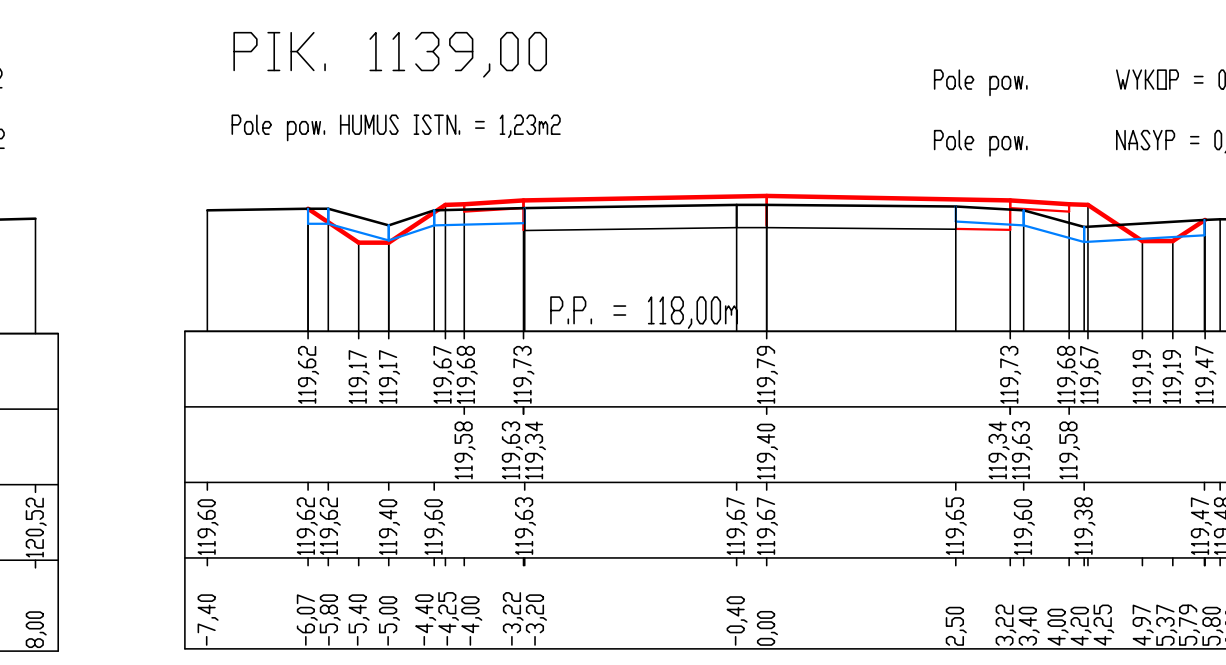 PIK. 1139,00
Pole pow. HUMUS ISTN. = 1,23m2
Pole pow. WYK▯P = 0
Pole pow. NASYP = 0,
P.P. = 118,00m
119,62 119,17 119,17 119,67 119,68 119,73 119,79 119,73 119,68 119,67 119,19 119,19 119,47
119,58 119,63 119,34 119,40 119,34 119,63 119,58
120,52 119,60 119,62 119,62 119,40 119,60 119,63 119,67 119,67 119,65 119,60 119,38 119,47 119,48
8,00 -7,40 -6,07 -5,80 -5,40 -5,00 -4,40 -4,25 -4,00 -3,22 -3,20 -0,40 0,00 2,50 3,22 3,40 4,00 4,20 4,25 4,97 5,37 5,79 5,80